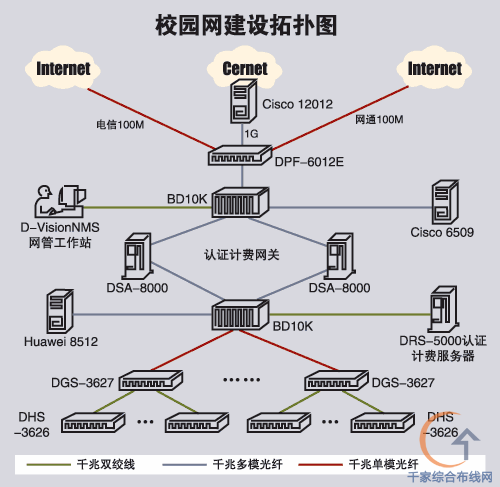 校园网建设拓扑图
Internet
Cernet
Internet
Cisco 12012
电信100M
网通100M
1G
DPF-6012E
BD10K
D-VisionNMS
网管工作站
Cisco 6509
认证计费网关
DSA-8000
DSA-8000
Huawei 8512
BD10K
DRS-5000认证
计费服务器
DGS-3627
······
DGS-3627
DHS
-3626
···
···
DHS
-3626
千兆双绞线
千兆多模光纤
千兆单模光纤
千家综合布线网